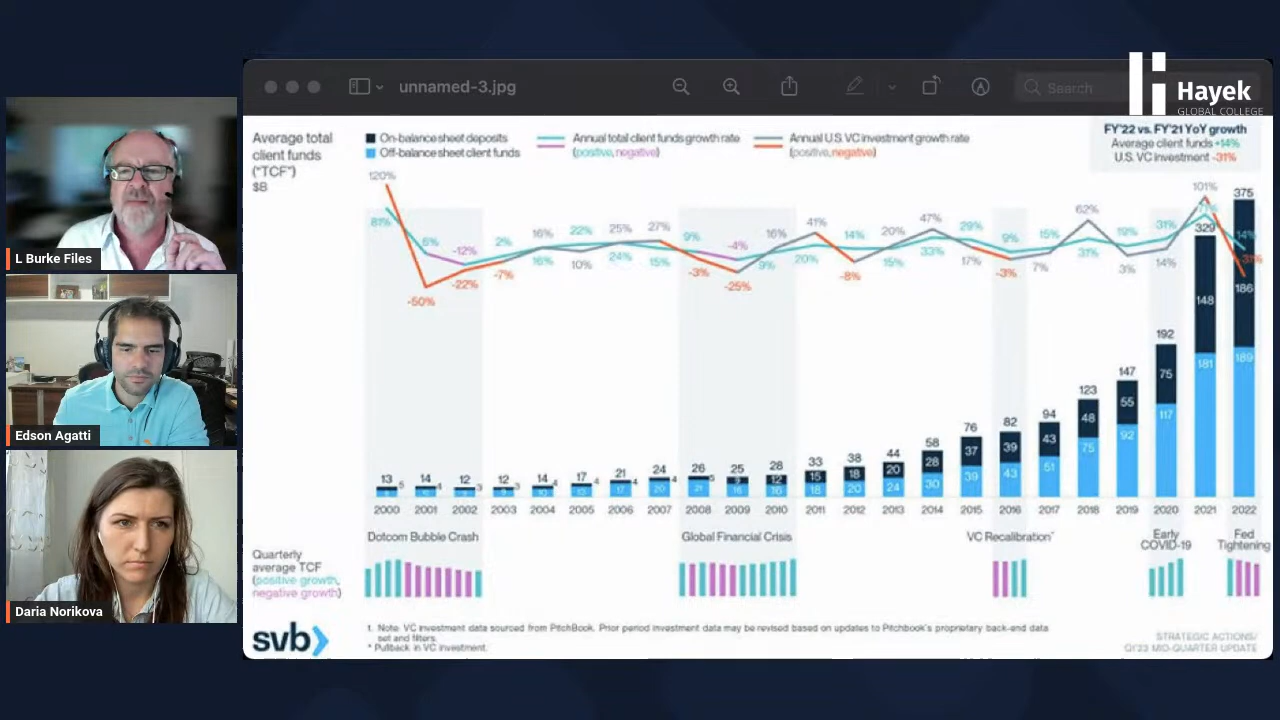 unnamed-3.jpg
Search
Hayek
GLOBAL COLLEGE
L Burke Files
Edson Agatti
Daria Norikova
Average total
client funds
("TCF")
$B
On-balance sheet deposits
Off-balance sheet client funds
Annual total client funds growth rate
(positive, negative)
Annual U.S. VC investment growth rate
(positive, negative)
FY'22 vs. FY'21 YoY growth
Average client funds +14%
U.S. VC investment -31%
120% 101%
81% 6% -12% 2% 16% 22% 25% 27% 9% -4% 16% 41% 14% 20% 47% 29% 9% 15% 62% 19% 31% 77% 14%
-50% -22% -7% 16% 10% 24% 15% -3% -25% 9% 20% -8% 15% 33% 17% -3% 7% 31% 3% 14% -31%
13 14 12 12 14 17 21 24 26 25 28 33 38 44 58 76 82 94 123 147 192 329 375
12 15 18 20 28 37 39 43 48 55 75 148 186
16 16 18 20 24 30 39 43 51 75 92 117 181 189
2000 2001 2002 2003 2004 2005 2006 2007 2008 2009 2010 2011 2012 2013 2014 2015 2016 2017 2018 2019 2020 2021 2022
Dotcom Bubble Crash
Global Financial Crisis
VC Recalibration*
Early
COVID-19
Fed
Tightening
Quarterly
average TCF
(positive growth,
negative growth)
svb
1. Note: VC investment data sourced from PitchBook. Prior period investment data may be revised based on updates to Pitchbook's proprietary back-end data
set and filters.
* Pullback in VC investment.
STRATEGIC ACTIONS/
Q1'23 MID-QUARTER UPDATE